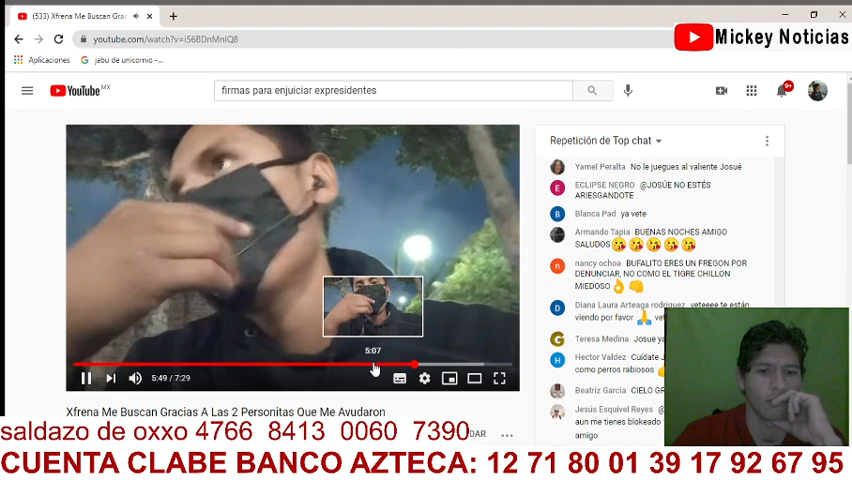 (533) Xfrena Me Buscan Grac
youtube.com/watch?v=i56BDnMnIQ8
Mickey Noticias
Aplicaciones
jabu de unicornio -...
YouTube MX
firmas para enjuiciar expresidentes
9+
Repetición de Top chat
Yamel Peralta No le juegues al valiente Josué
ECLIPSE NEGRO @JOSÚE NO ESTÉS
ARIESGANDOTE
Blanca Pad ya vete
Armando Tapia BUENAS NOCHES AMIGO
SALUDOS
nancy ochoa BUFALITO ERES UN FREGON POR
DENUNCIAR, NO COMO EL TIGRE CHILLON
MIEDOSO
Diana Laura Arteaga rodriguez veteeee te están
viendo por favor
Teresa Medina Josue ya
Hector Valdez Cuídate
como perros rabiosos
Beatriz Garcia CIELO
Jesús Esquivel Reyes
aun me tienes bloqueado
amigo
5:07
5:49 / 7:29
Xfrena Me Buscan Gracias A Las 2 Personitas Que Me Ayudaron
saldazo de oxxo 4766 8413 0060 7390
CUENTA CLABE BANCO AZTECA: 12 71 80 01 39 17 92 67 95